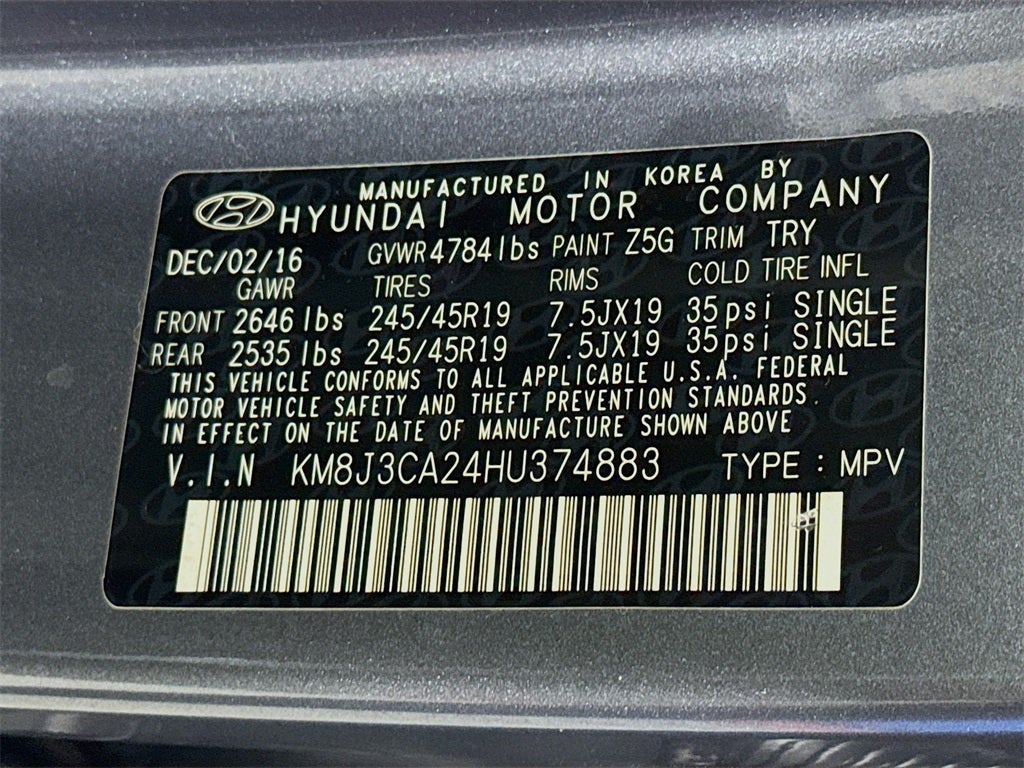 MANUFACTURED IN KOREA BY
HYUNDAI MOTOR COMPANY
DEC/02/16 GVWR 4784 lbs PAINT Z5G TRIM TRY
GAWR TIRES RIMS COLD TIRE INFL
FRONT 2646 lbs 245/45R19 7.5JX19 35psi SINGLE
REAR 2535 lbs 245/45R19 7.5JX19 35psi SINGLE
THIS VEHICLE CONFORMS TO ALL APPLICABLE U.S.A. FEDERAL
MOTOR VEHICLE SAFETY AND THEFT PREVENTION STANDARDS.
IN EFFECT ON THE DATE OF MANUFACTURE SHOWN ABOVE
V.I.N KM8J3CA24HU374883 TYPE : MPV